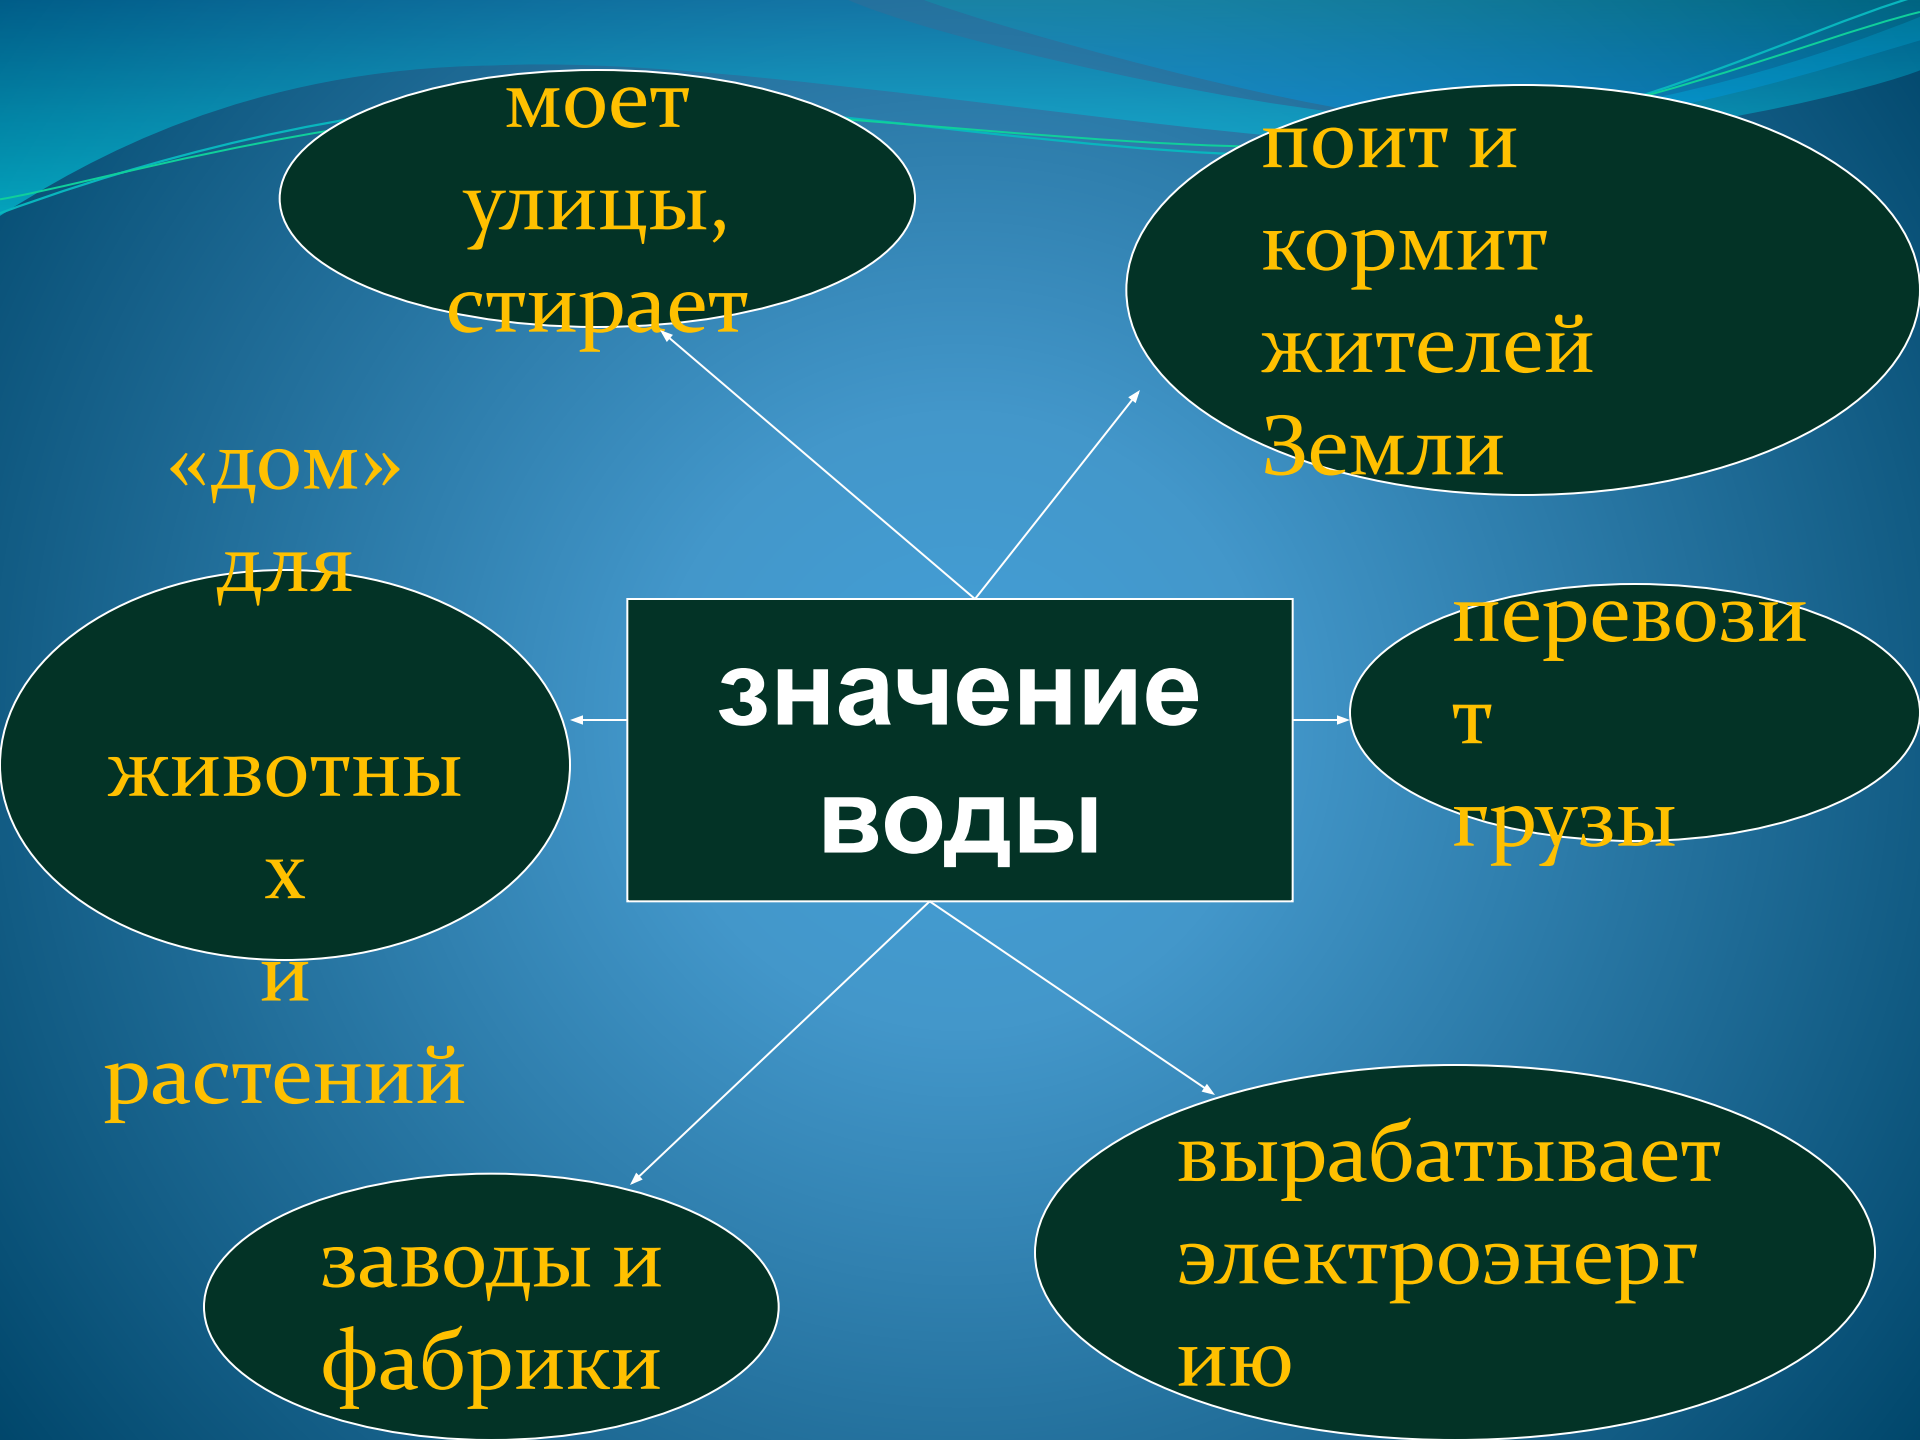 моет
улицы,
стирает
поит и
кормит
жителей
Земли
«дом»
для
животны
х
и
растений
значение
воды
перевози
т
грузы
заводы и
фабрики
вырабатывает
электроэнерг
ию